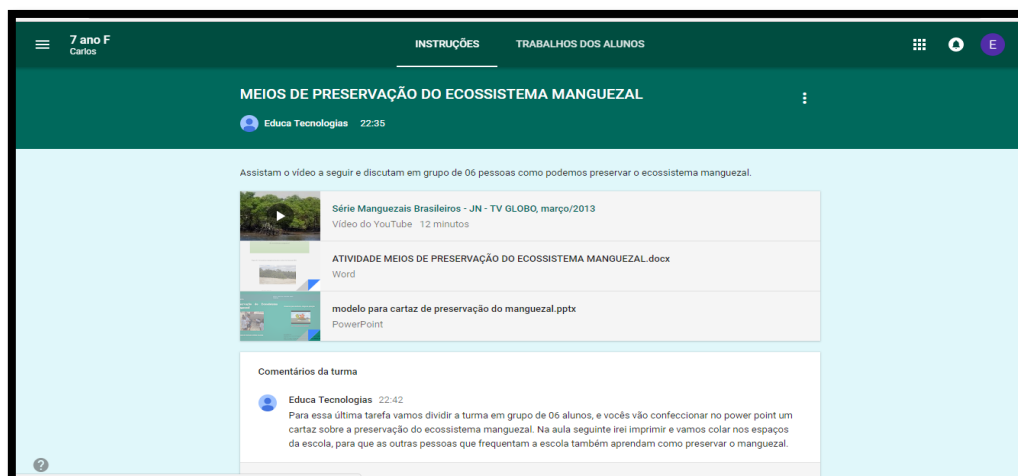 7 ano F
Carlos
INSTRUÇÕES
TRABALHOS DOS ALUNOS
E
MEIOS DE PRESERVAÇÃO DO ECOSSISTEMA MANGUEZAL
Educa Tecnologias 22:35
Assistam o vídeo a seguir e discutam em grupo de 06 pessoas como podemos preservar o ecossistema manguezal.
Série Manguezais Brasileiros - JN - TV GLOBO, março/2013
Vídeo do YouTube 12 minutos
ATIVIDADE MEIOS DE PRESERVAÇÃO DO ECOSSISTEMA MANGUEZAL.docx
Word
modelo para cartaz de preservação do manguezal.pptx
PowerPoint
Comentários da turma
Educa Tecnologias 22:42
Para essa última tarefa vamos dividir a turma em grupo de 06 alunos, e vocês vão confeccionar no power point um
cartaz sobre a preservação do ecossistema manguezal. Na aula seguinte irei imprimir e vamos colar nos espaços
da escola, para que as outras pessoas que frequentam a escola também aprendam como preservar o manguezal.